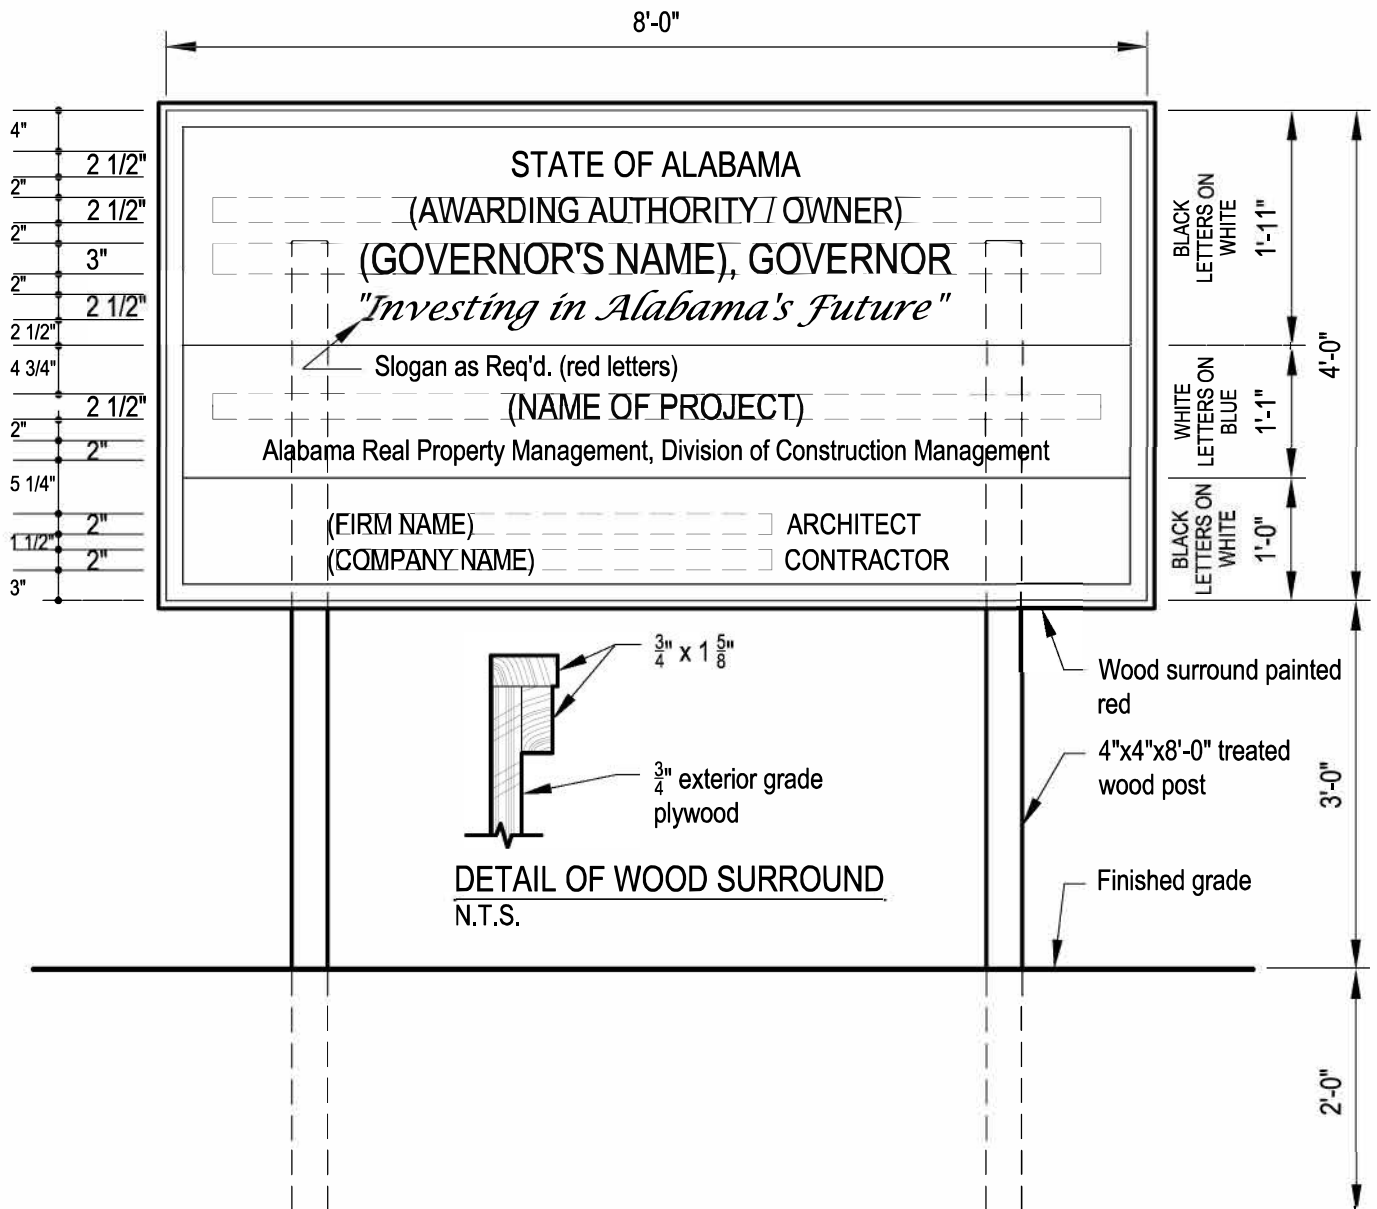 8'-0"
4"
2 1/2"
2"
2 1/2"
2"
3"
2"
2 1/2"
2 1/2"
4 3/4"
2 1/2"
2"
2"
5 1/4"
2"
1 1/2"
2"
3"
STATE OF ALABAMA
(AWARDING AUTHORITY / OWNER)
(GOVERNOR'S NAME), GOVERNOR
"Investing in Alabama's Future"
Slogan as Req'd. (red letters)
(NAME OF PROJECT)
Alabama Real Property Management, Division of Construction Management
(FIRM NAME) ARCHITECT
(COMPANY NAME) CONTRACTOR
BLACK
LETTERS ON
WHITE
1'-11"
WHITE
LETTERS ON
BLUE
1'-1"
BLACK
LETTERS ON
WHITE
1'-0"
4'-0"
3/4" x 1 5/8"
3/4" exterior grade
plywood
DETAIL OF WOOD SURROUND
N.T.S.
Wood surround painted
red
4"x4"x8'-0" treated
wood post
Finished grade
3'-0"
2'-0"